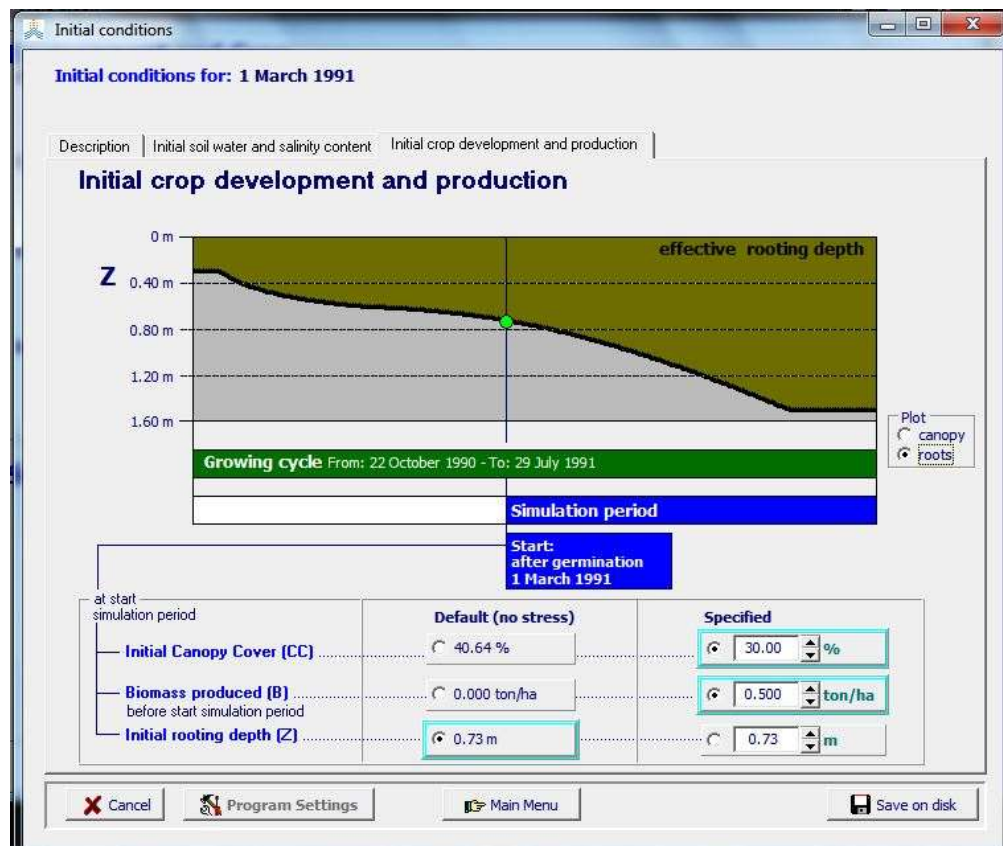 Initial conditions
Initial conditions for: 1 March 1991
Description
Initial soil water and salinity content
Initial crop development and production
Initial crop development and production
effective rooting depth
Z
0 m
0.40 m
0.80 m
1.20 m
1.60 m
Plot
canopy
roots
Growing cycle From: 22 October 1990 - To: 29 July 1991
Simulation period
Start:
after germination
1 March 1991
at start
simulation period
Default (no stress)
Specified
Initial Canopy Cover (CC)
40.64 %
30.00 %
Biomass produced (B)
before start simulation period
0.000 ton/ha
0.500 ton/ha
Initial rooting depth (Z)
0.73 m
0.73 m
Cancel
Program Settings
Main Menu
Save on disk